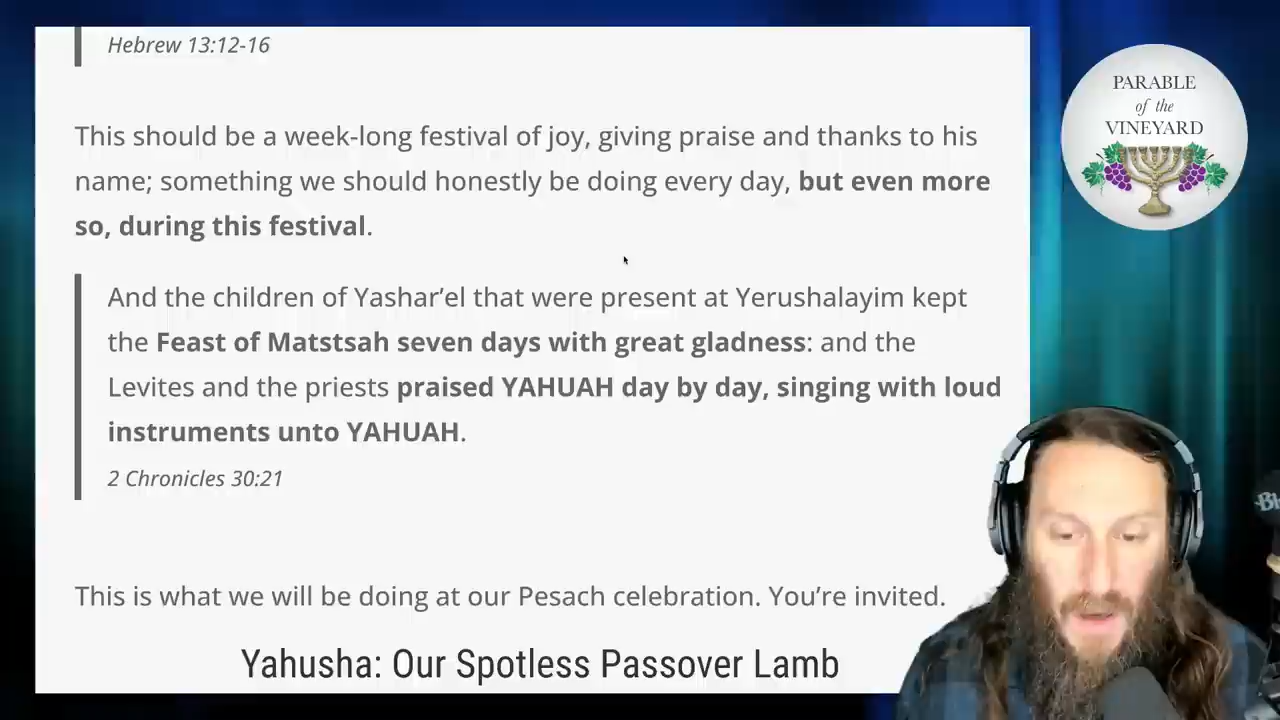 Hebrew 13:12-16
This should be a week-long festival of joy, giving praise and thanks to his
name; something we should honestly be doing every day, but even more
so, during this festival.
And the children of Yashar’el that were present at Yerushalayim kept
the Feast of Matstsah seven days with great gladness: and the
Levites and the priests praised YAHUAH day by day, singing with loud
instruments unto YAHUAH.
2 Chronicles 30:21
This is what we will be doing at our Pesach celebration. You’re invited.
Yahusha: Our Spotless Passover Lamb
PARABLE
of the
VINEYARD